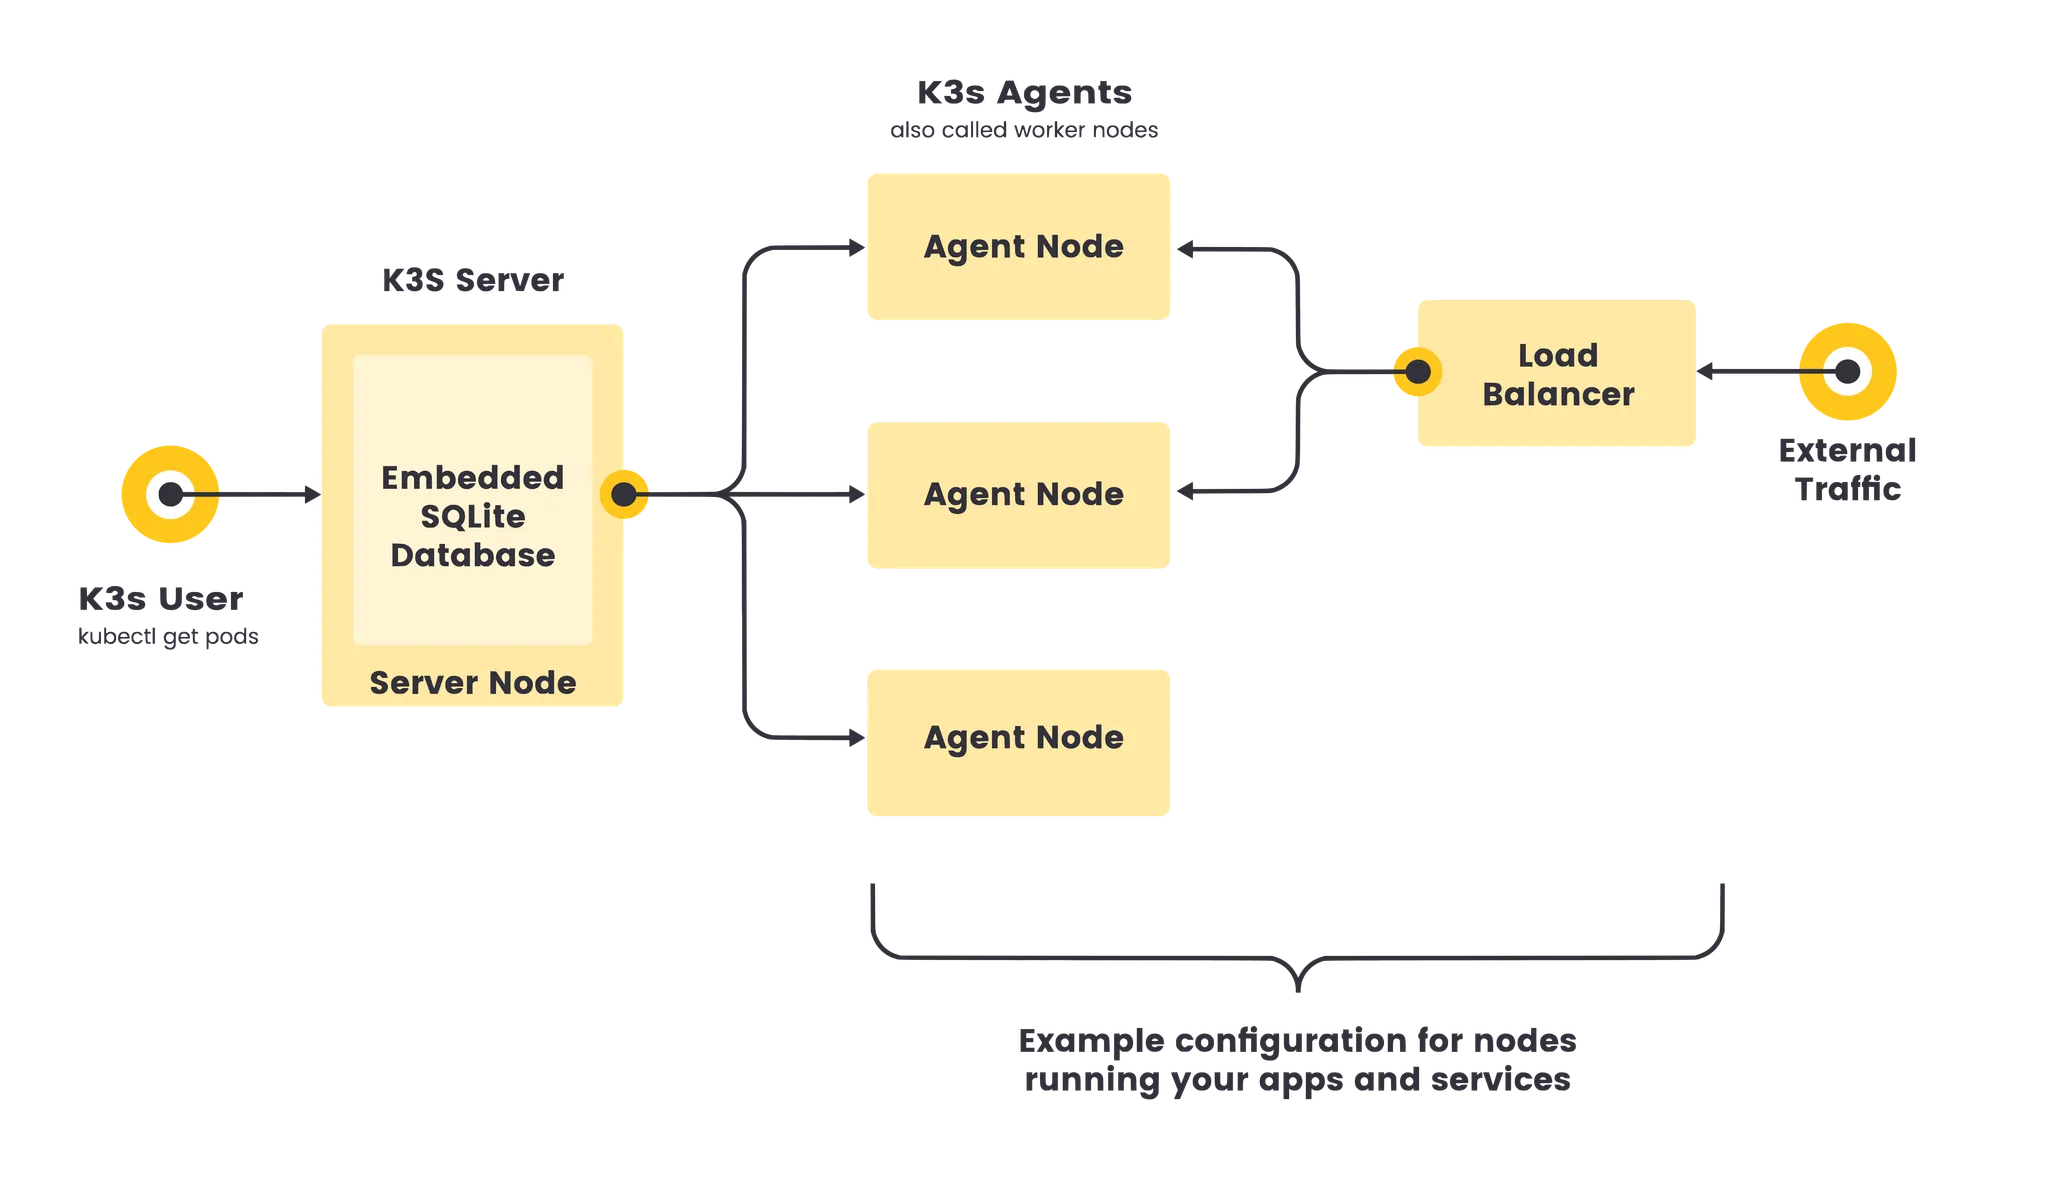 K3s Agents
also called worker nodes
K3S Server
Embedded
SQLite
Database
Server Node
K3s User
kubectl get pods
Agent Node
Agent Node
Agent Node
Load
Balancer
External
Traffic
Example configuration for nodes
running your apps and services